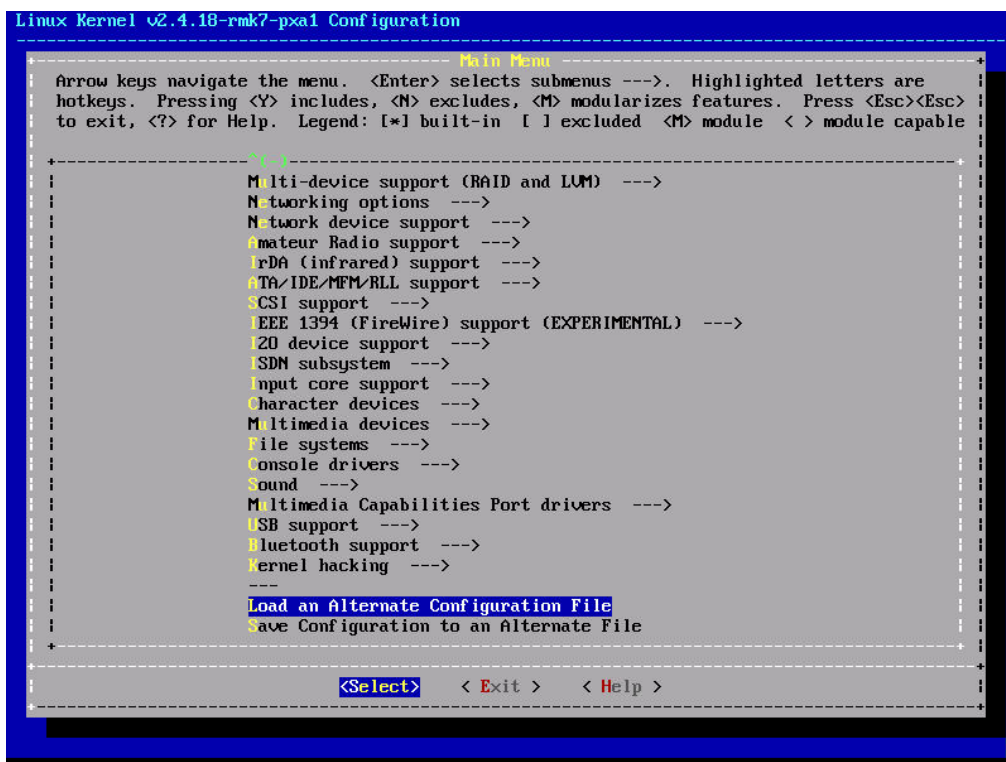 Linux Kernel v2.4.18-rmk7-pxa1 Configuration
Main Menu
Arrow keys navigate the menu. <Enter> selects submenus --->. Highlighted letters are
hotkeys. Pressing <Y> includes, <N> excludes, <M> modularizes features. Press <Esc><Esc>
to exit, <?> for Help. Legend: [*] built-in [ ] excluded <M> module < > module capable
^(-)
Multi-device support (RAID and LVM) --->
Networking options --->
Network device support --->
Amateur Radio support --->
IrDA (infrared) support --->
ATA/IDE/MFM/RLL support --->
SCSI support --->
IEEE 1394 (FireWire) support (EXPERIMENTAL) --->
I2O device support --->
ISDN subsystem --->
Input core support --->
Character devices --->
Multimedia devices --->
File systems --->
Console drivers --->
Sound --->
Multimedia Capabilities Port drivers --->
USB support --->
Bluetooth support --->
Kernel hacking --->
---
Load an Alternate Configuration File
Save Configuration to an Alternate File
<Select> < Exit > < Help >